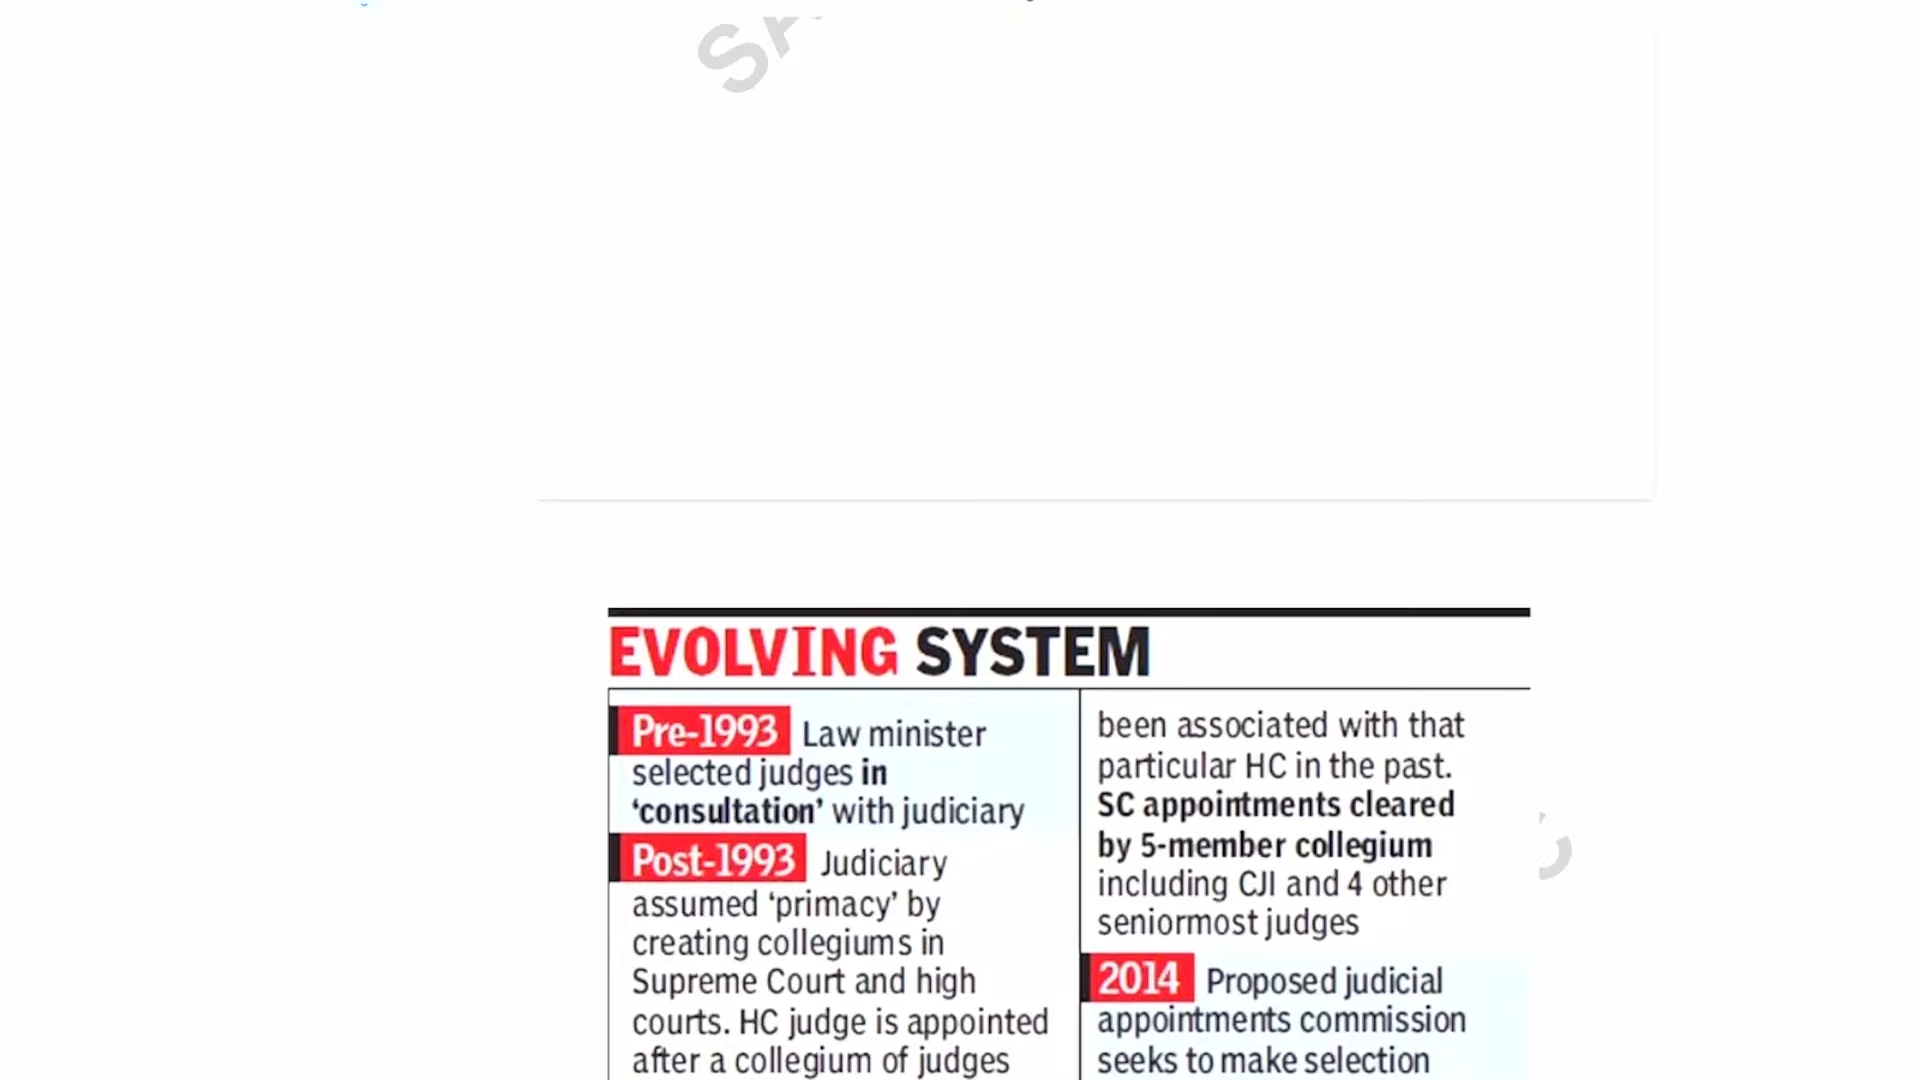 EVOLVING SYSTEM
Pre-1993 Law minister
selected judges in
‘consultation’ with judiciary
Post-1993 Judiciary
assumed ‘primacy’ by
creating collegiums in
Supreme Court and high
courts. HC judge is appointed
after a collegium of judges
been associated with that
particular HC in the past.
SC appointments cleared
by 5-member collegium
including CJI and 4 other
seniormost judges
2014 Proposed judicial
appointments commission
seeks to make selection